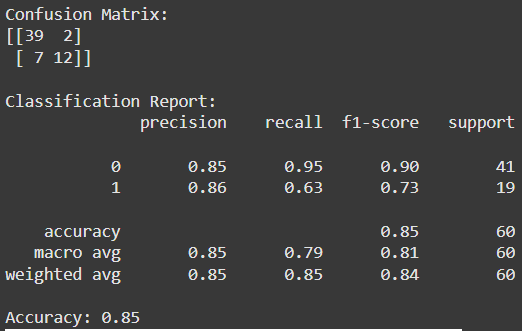 Confusion Matrix:
[[39  2]
 [ 7 12]]
Classification Report:
              precision    recall  f1-score   support
           0       0.85      0.95      0.90        41
           1       0.86      0.63      0.73        19
    accuracy                           0.85        60
   macro avg       0.85      0.79      0.81        60
weighted avg       0.85      0.85      0.84        60
Accuracy: 0.85